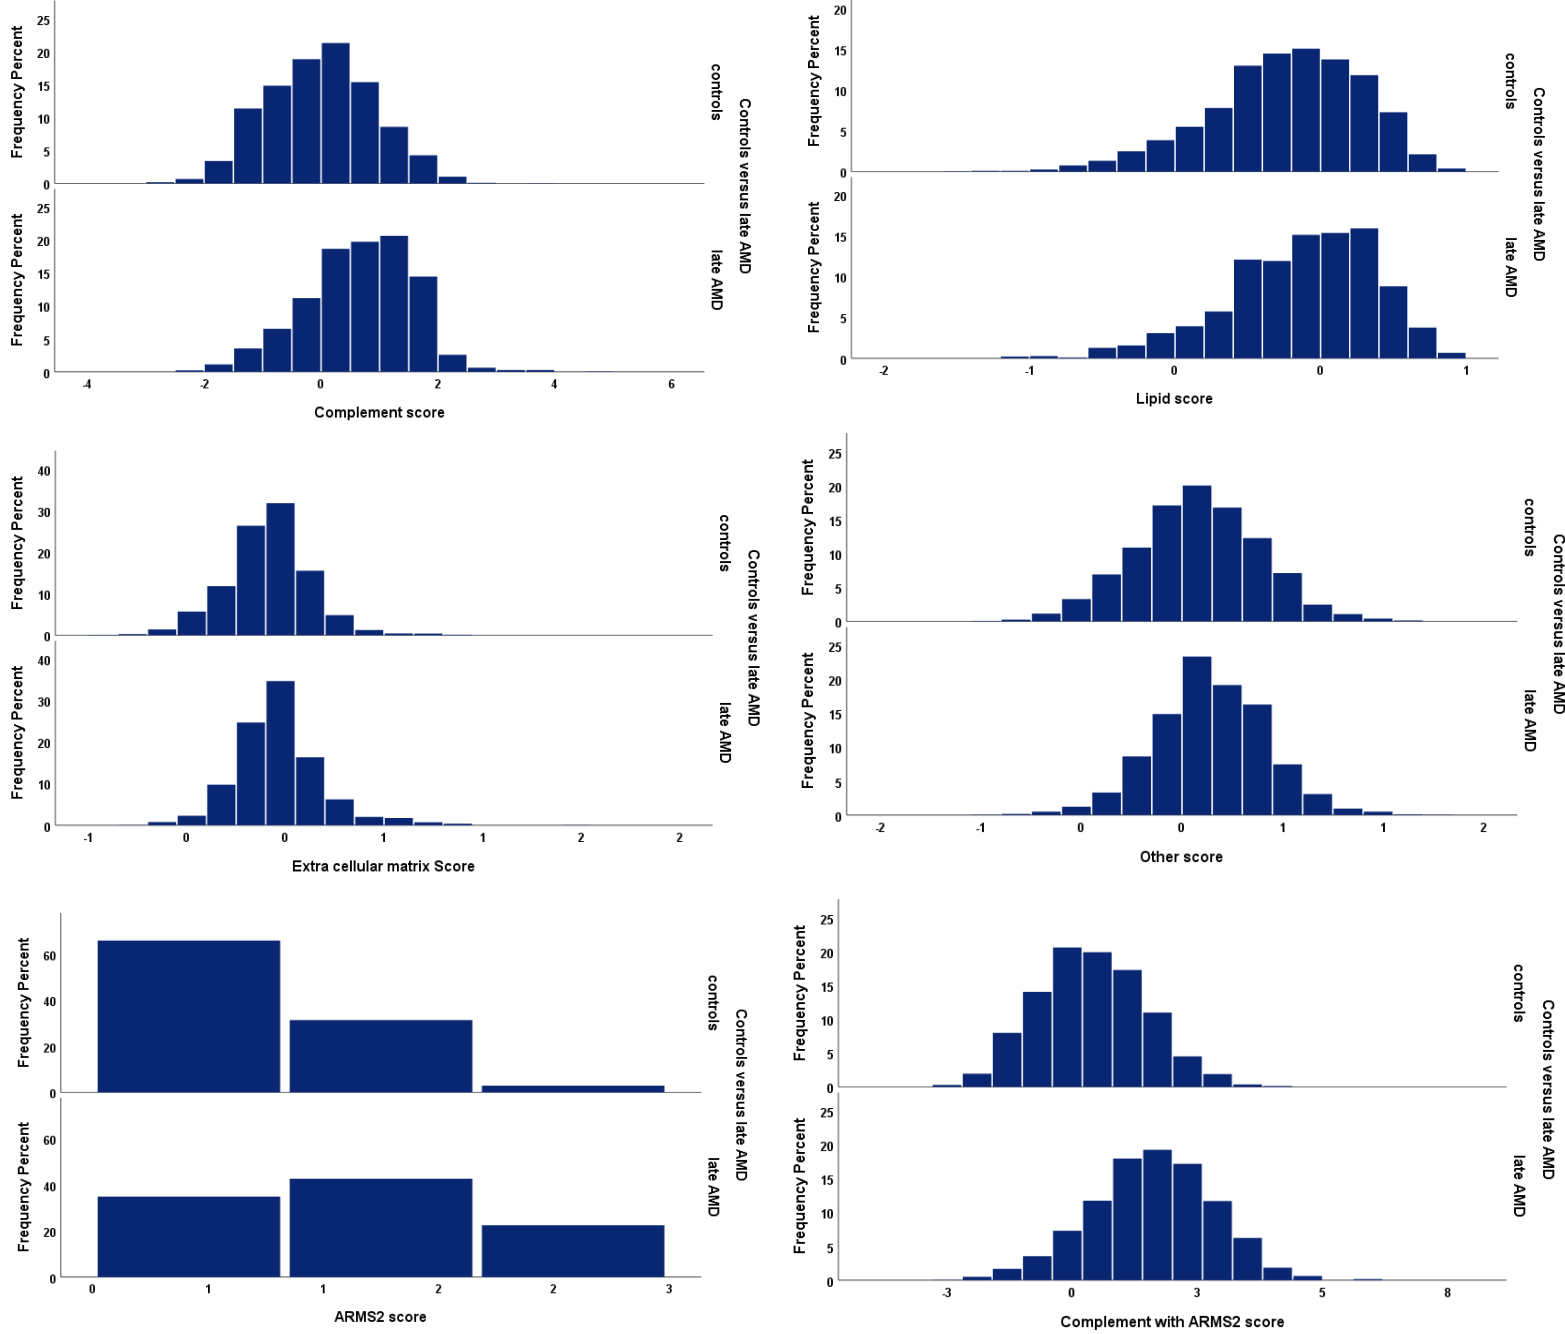 Frequency Percent
25
20
15
10
5
0
controls
Frequency Percent
25
20
15
10
5
0
late AMD
Controls versus late AMD
-4 -2 0 2 4 6
Complement score
Frequency Percent
20
15
10
5
0
controls
Frequency Percent
20
15
10
5
0
late AMD
Controls versus late AMD
-2 -1 0 0 1
Lipid score
Frequency Percent
40
30
20
10
0
controls
Frequency Percent
40
30
20
10
0
late AMD
Controls versus late AMD
-1 0 0 1 1 2 2
Extra cellular matrix Score
Frequency Percent
25
20
15
10
5
0
controls
Frequency Percent
25
20
15
10
5
0
late AMD
Controls versus late AMD
-2 -1 0 0 1 1 2
Other score
Frequency Percent
60
40
20
0
controls
Frequency Percent
60
40
20
0
late AMD
Controls versus late AMD
0 1 1 2 2 3
ARMS2 score
Frequency Percent
25
20
15
10
5
0
controls
Frequency Percent
25
20
15
10
5
0
late AMD
Controls versus late AMD
-3 0 3 5 8
Complement with ARMS2 score